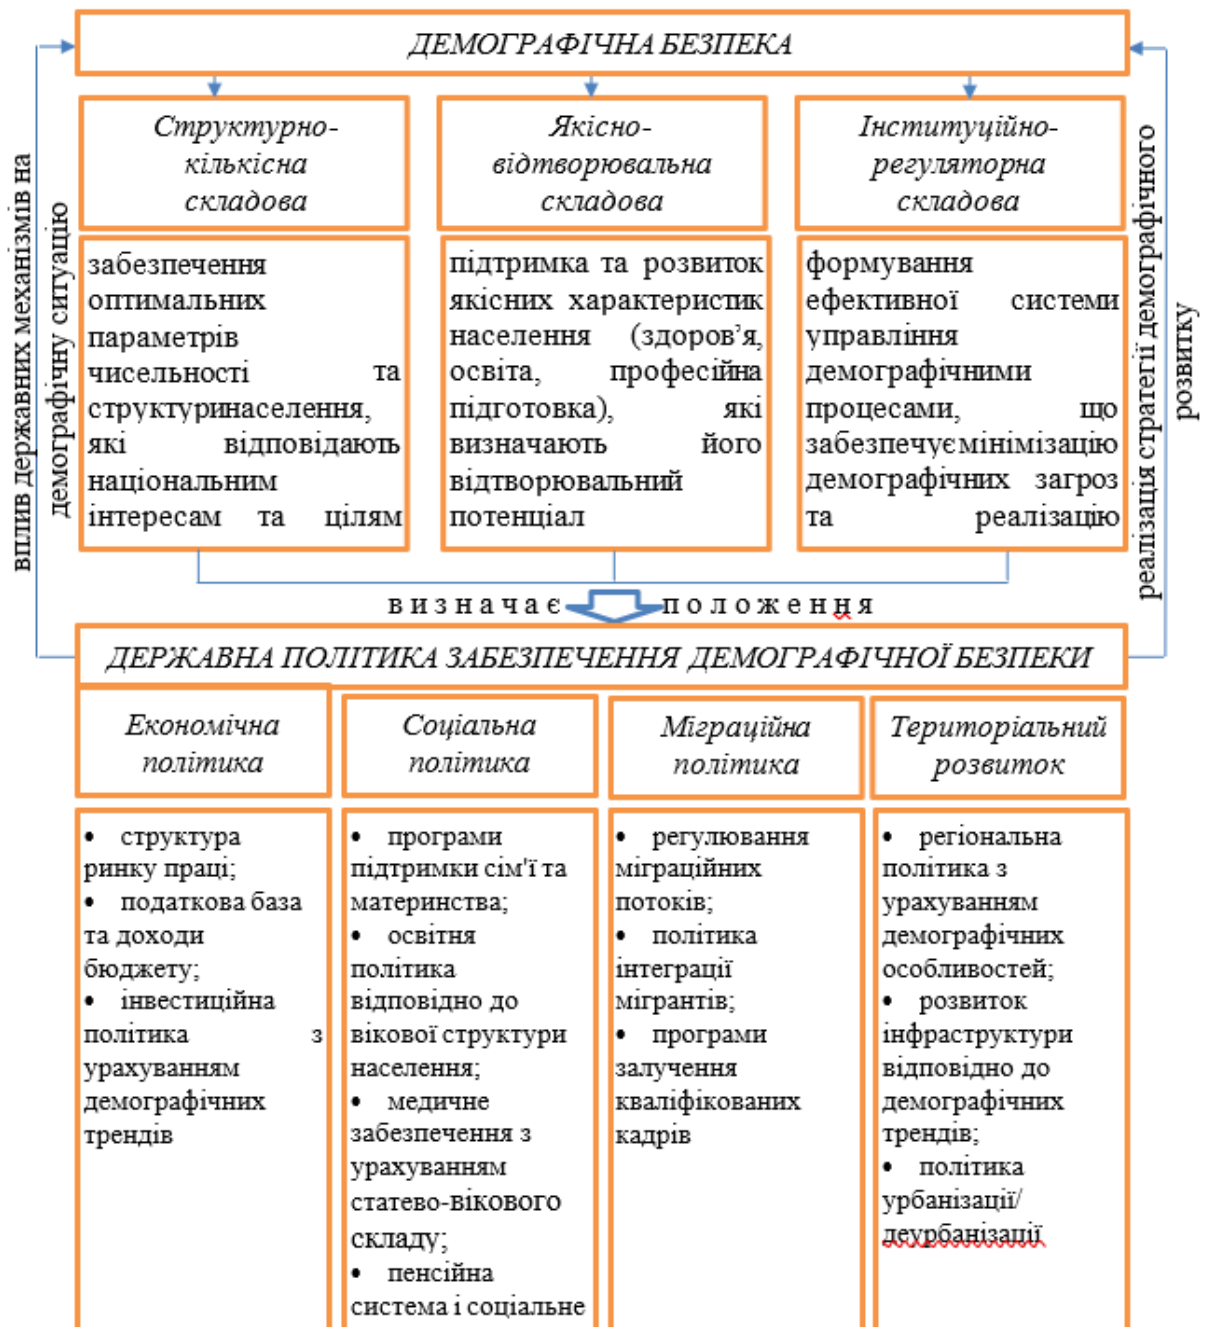 ДЕМОГРАФІЧНА БЕЗПЕКА
вплив державних механізмів на
демографічну ситуацію
Структурно-
кількісна
складова
забезпечення
оптимальних
параметрів
чисельності та
структуринаселення,
які відповідають
національним
інтересам та цілям
Якісно-
відтворювальна
складова
підтримка та розвиток
якісних характеристик
населення (здоров’я,
освіта, професійна
підготовка), які
визначають його
відтворювальний
потенціал
Інституційно-
регуляторна
складова
формування
ефективної системи
управління
демографічними
процесами, що
забезпечує мінімізацію
демографічних загроз
та реалізацію
реалізація стратегії демографічного
розвитку
визначає положення
ДЕРЖАВНА ПОЛІТИКА ЗАБЕЗПЕЧЕННЯ ДЕМОГРАФІЧНОЇ БЕЗПЕКИ
Економічна
політика
• структура
ринку праці;
• податкова база
та доходи
бюджету;
• інвестиційна
політика з
урахуванням
демографічних
трендів
Соціальна
політика
• програми
підтримки сім'ї та
материнства;
• освітня
політика
відповідно до
вікової структури
населення;
• медичне
забезпечення з
урахуванням
статево-вікового
складу;
• пенсійна
система і соціальне
Міграційна
політика
• регулювання
міграційних
потоків;
• політика
інтеграції
мігрантів;
• програми
залучення
кваліфікованих
кадрів
Територіальний
розвиток
• регіональна
політика з
урахуванням
демографічних
особливостей;
• розвиток
інфраструктури
відповідно до
демографічних
трендів;
• політика
урбанізації/
деурбанізації